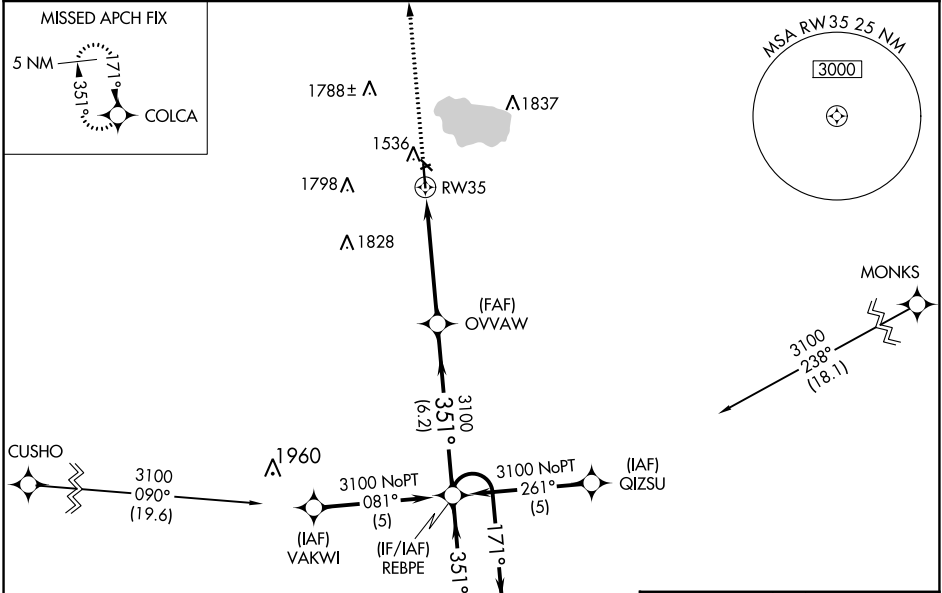 MISSED APCH FIX
5 NM
171°
351°
COLCA
1788±
1837
1536
1798
RW35
1828
MSA RW35 25 NM
3000
(FAF)
OVVAW
MONKS
3100
238°
(18.1)
3100
351°
(6.2)
CUSHO
3100
090°
(19.6)
1960
3100 NoPT
081°
(5)
3100 NoPT
261°
(5)
(IAF)
QIZSU
(IAF)
VAKWI
(IF/IAF)
REBPE
351°
171°